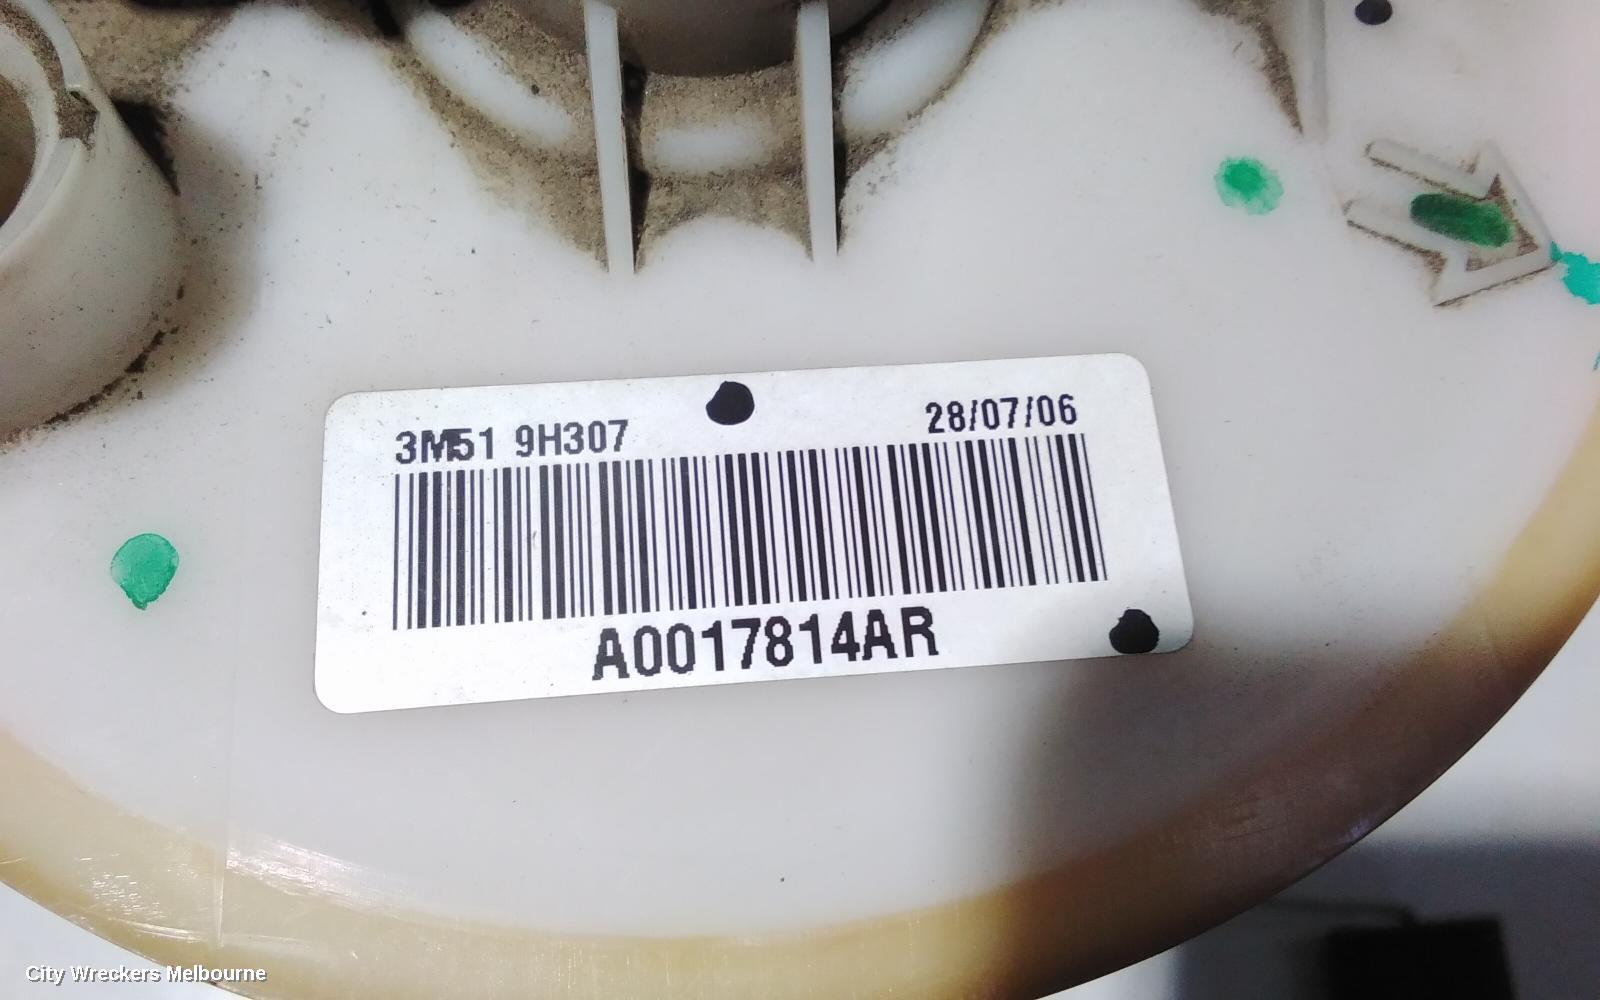 3M51 9H307
28/07/06
A0017814AR
City Wreckers Melbourne